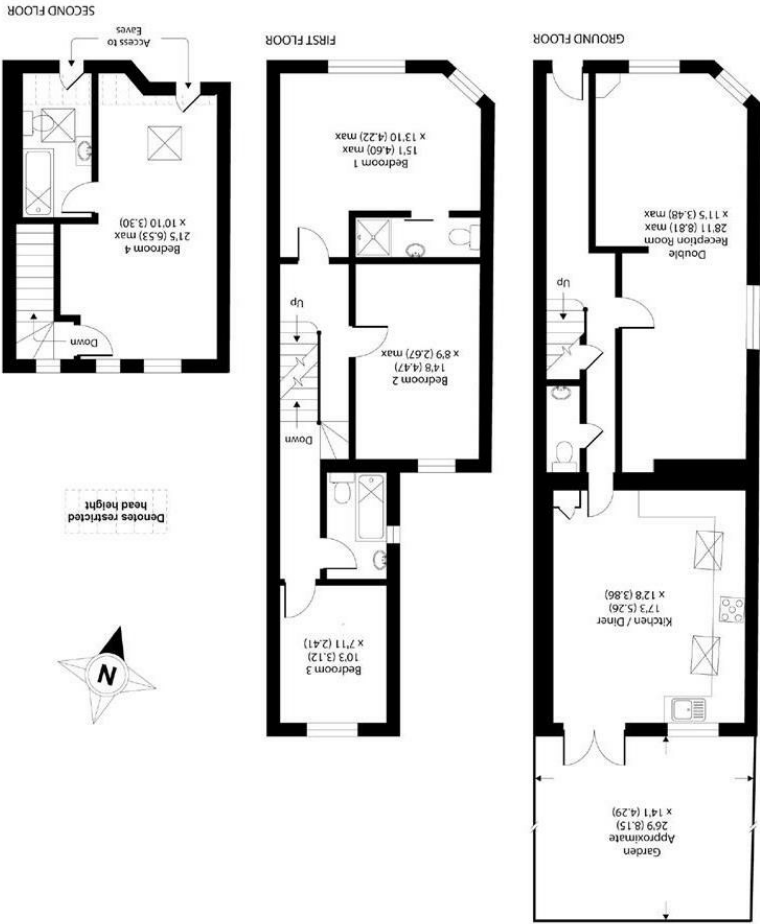 Garden
Approximate
26'9 (8.15)
x 14'1 (4.29)
Kitchen / Diner
17'3 (5.26)
x 12'8 (3.86)
Up
Double
Reception Room
28'11 (8.81) max
x 11'5 (3.48) max
GROUND FLOOR
Bedroom 3
10'3 (3.12)
x 7'11 (2.41)
Down
Up
Bedroom 2
14'8 (4.47)
x 8'9 (2.67) max
Bedroom 1
15'1 (4.60) max
x 13'10 (4.22) max
FIRST FLOOR
N
Denotes restricted
head height
Down
Bedroom 4
21'5 (6.53) max
x 10'10 (3.30)
Access to
Eaves
SECOND FLOOR